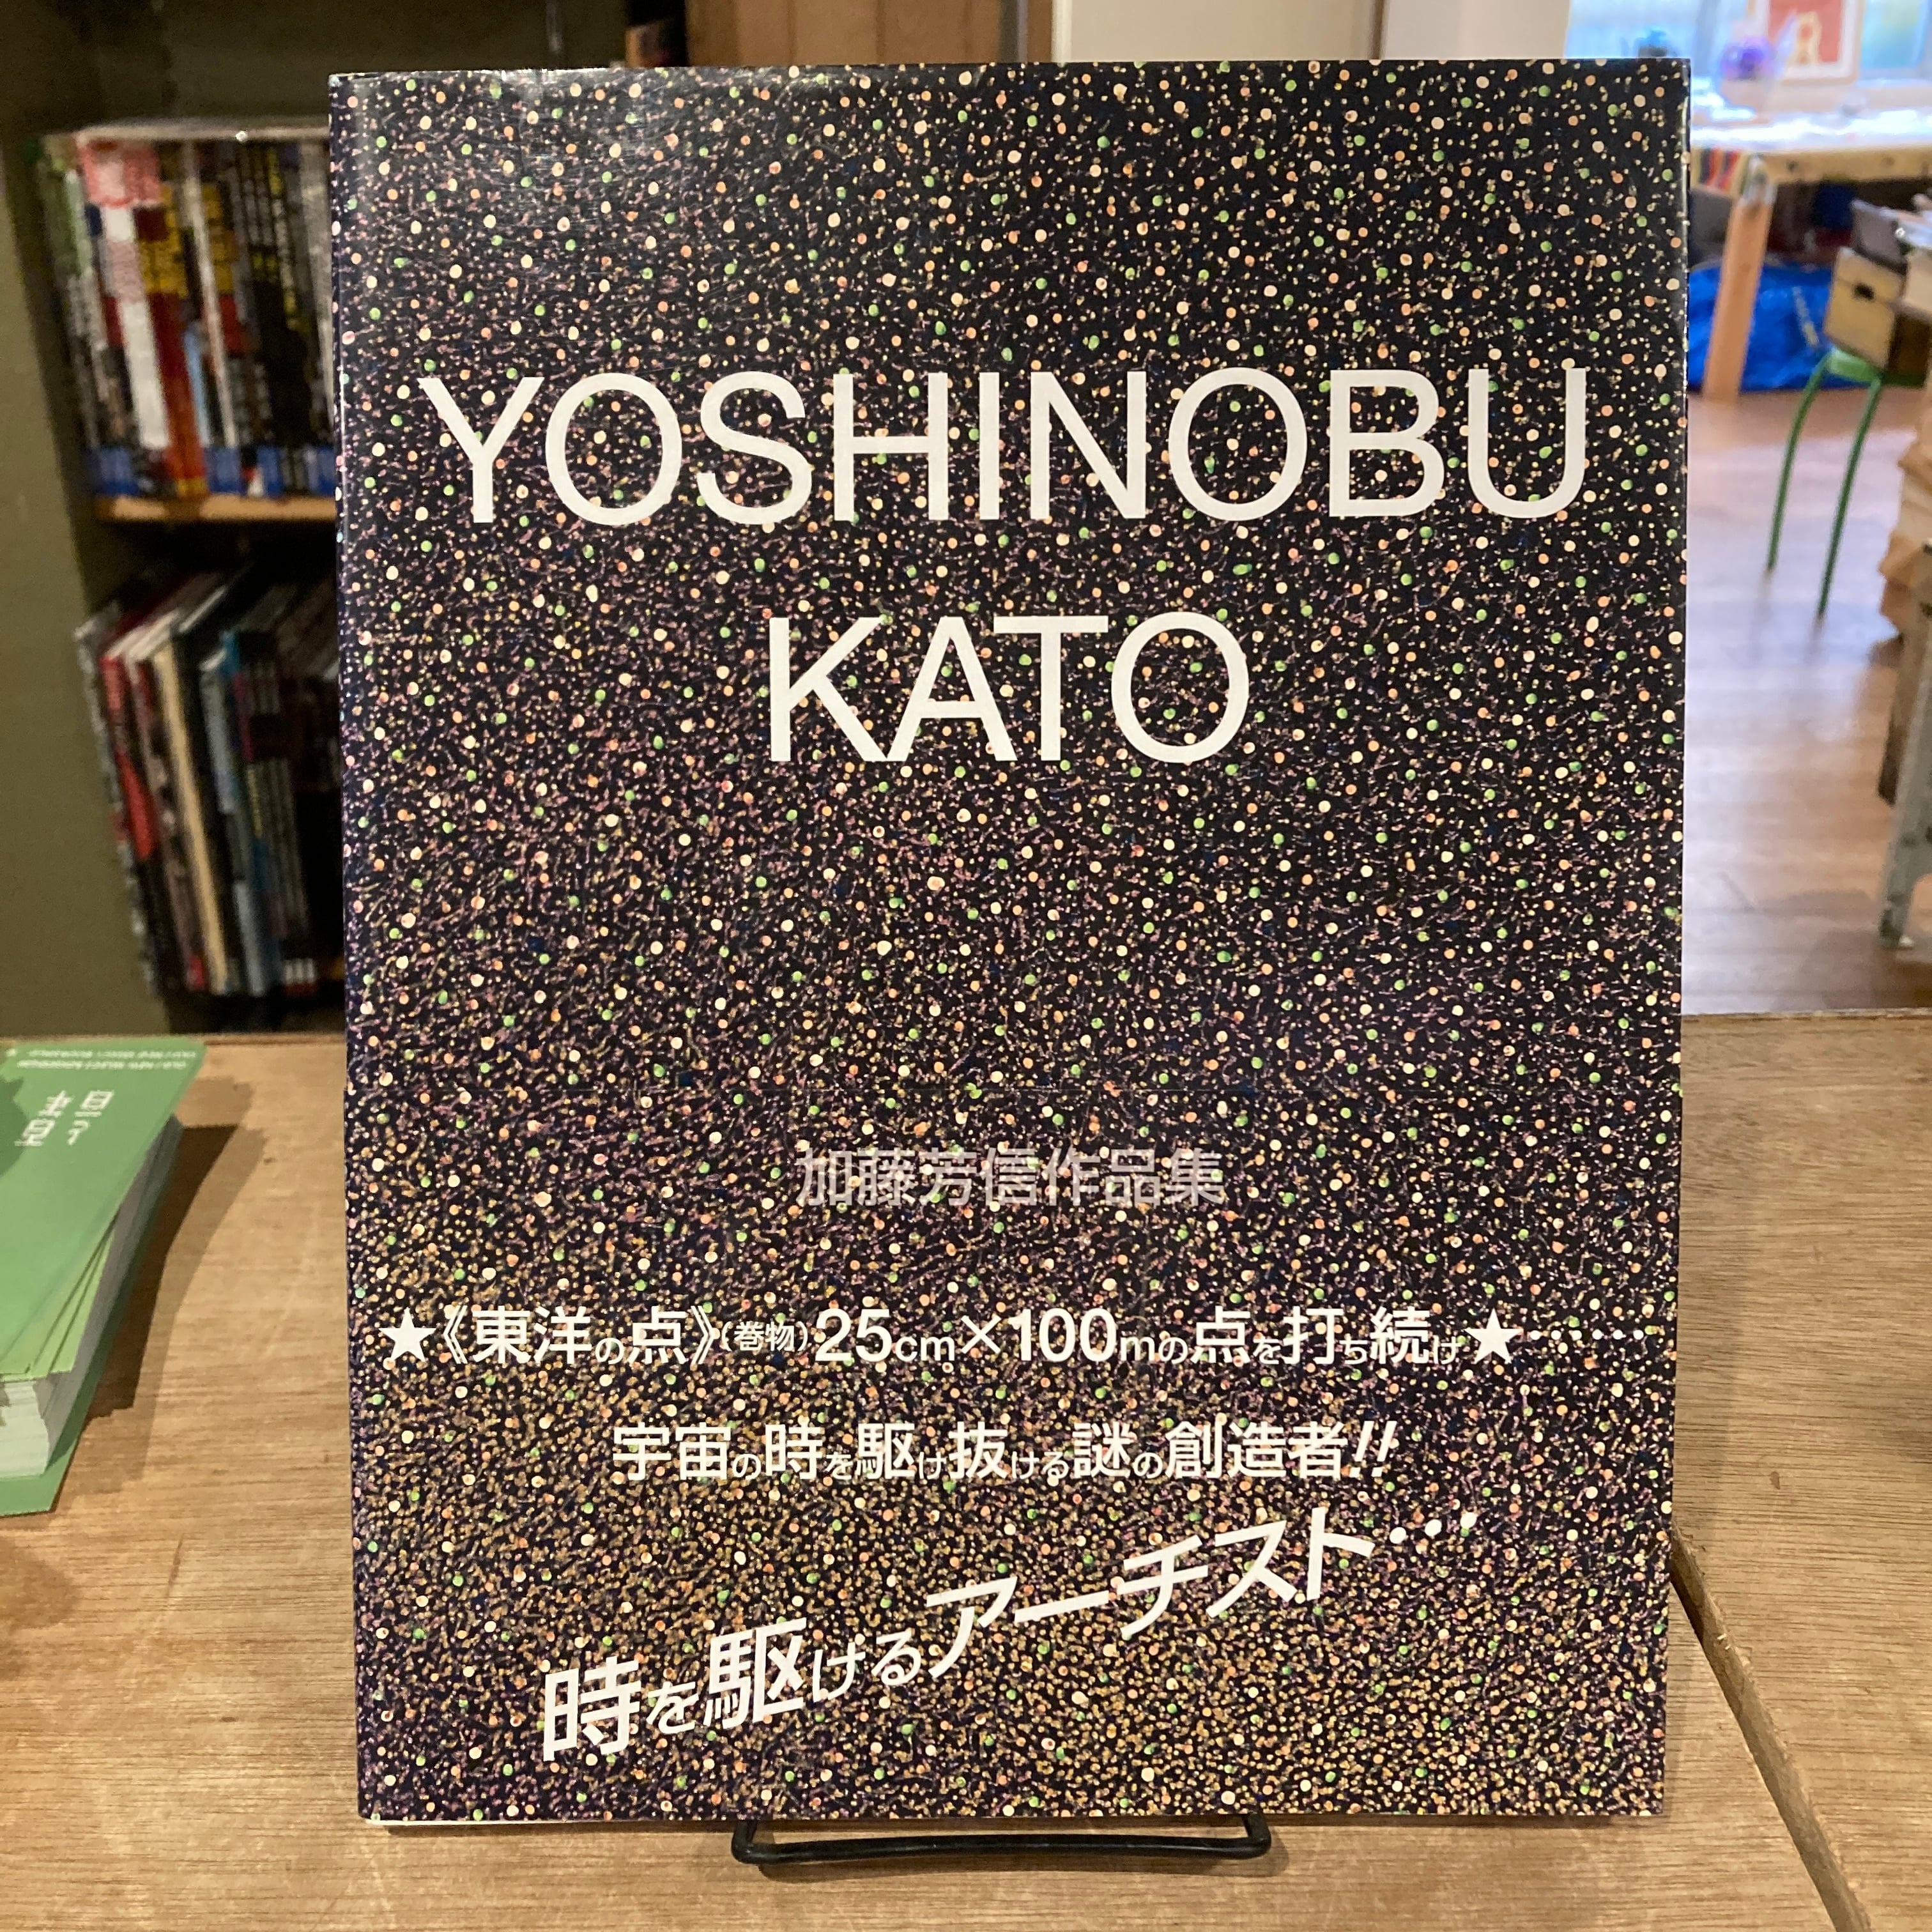 YOSHINOBU
KATO
加藤芳信作品集
★《東洋の点》(巻物)25cm×100mの点を打ち続け★……
宇宙の時を駆け抜ける謎の創造者!!
時を駆けるアーチスト…